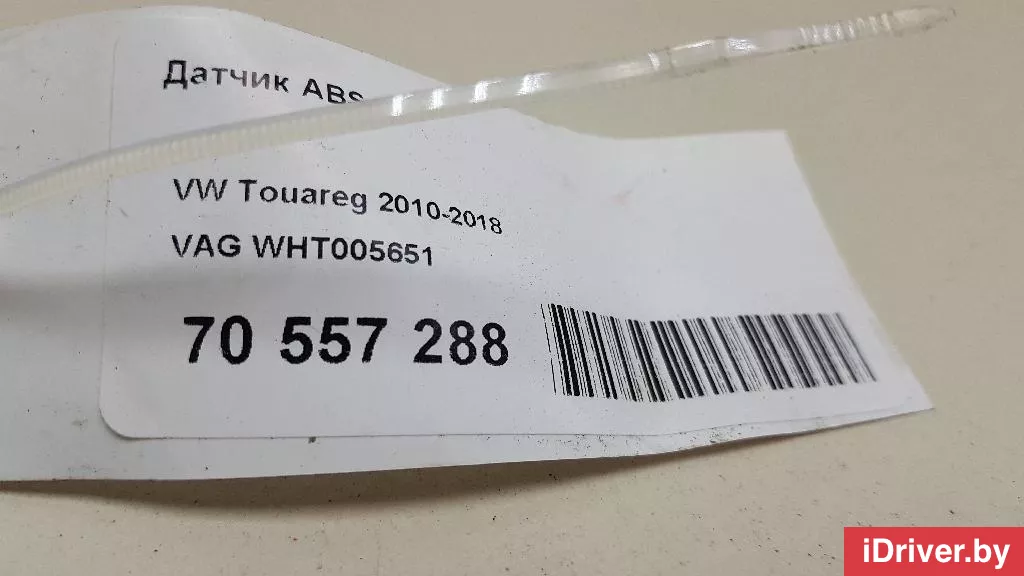 Датчик ABS
VW Touareg 2010-2018
VAG WHT005651
70 557 288
iDriver.by